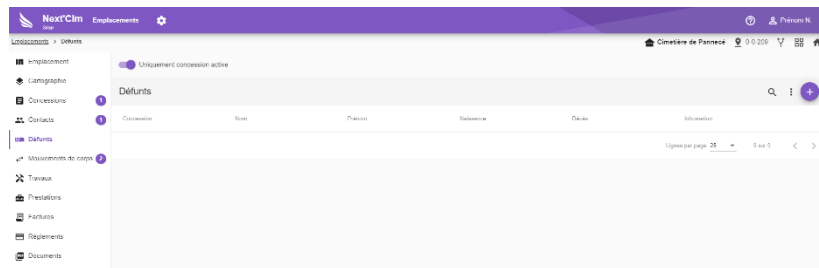 Next'Cim Emplacements
Setup
Prénom N.
Emplacements > Défunts
Cimetière de Pannecé 0-0-209
Emplacement
Uniquement concession active
Cartographie
Défunts
Concessions 1
Contacts 1
Concession Nom Prénom Naissance Décès Information
Défunts
Lignes par page 25 0 sur 0
Mouvements de corps 2
Travaux
Prestations
Factures
Règlements
Documents